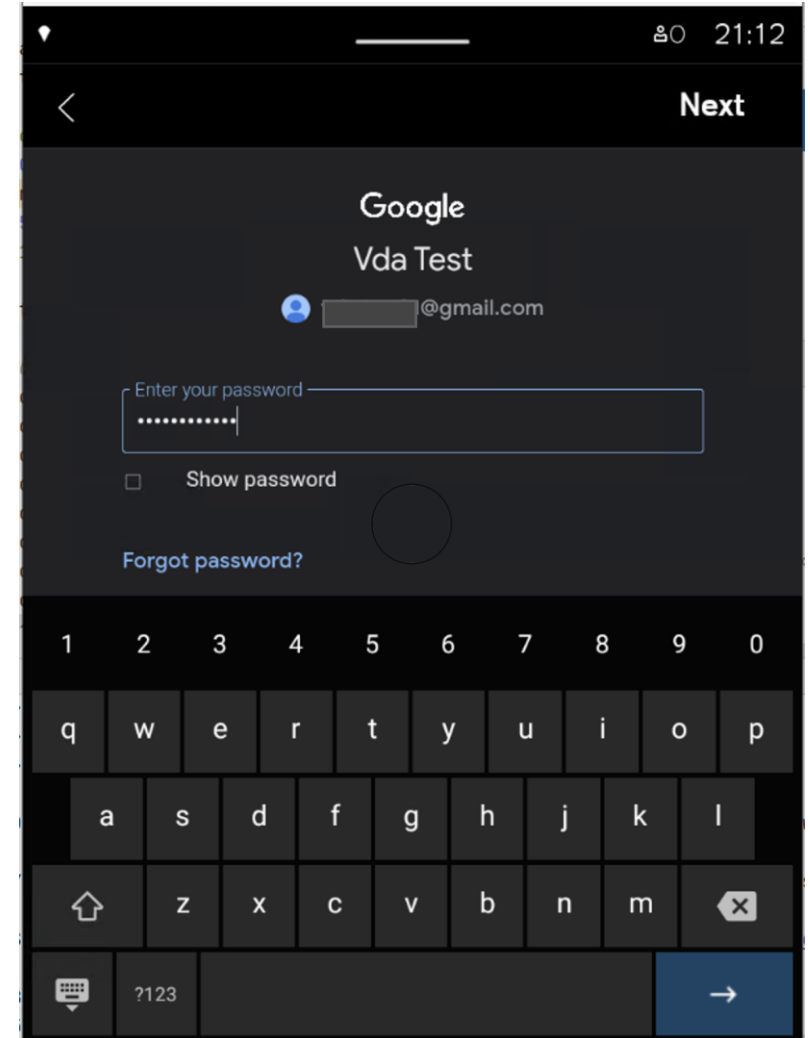 21:12
Next
Google
Vda Test
@gmail.com
Enter your password
••••••••••••
Show password
Forgot password?
1 2 3 4 5 6 7 8 9 0
q w e r t y u i o p
a s d f g h j k l
z x c v b n m
?123